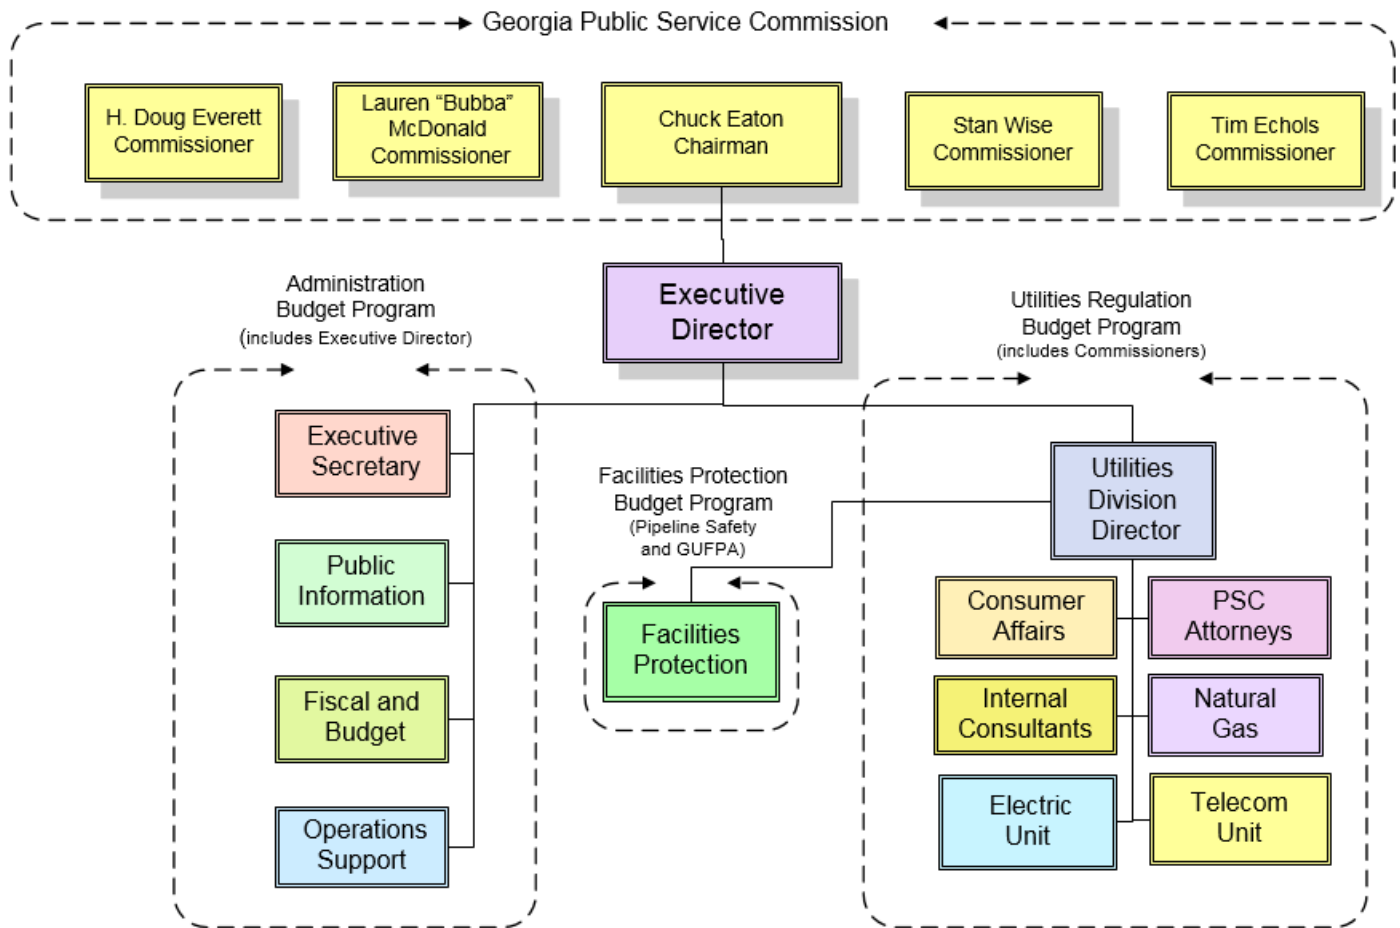 Georgia Public Service Commission
H. Doug Everett
Commissioner
Lauren “Bubba”
McDonald
Commissioner
Chuck Eaton
Chairman
Stan Wise
Commissioner
Tim Echols
Commissioner
Executive
Director
Administration
Budget Program
(includes Executive Director)
Utilities Regulation
Budget Program
(includes Commissioners)
Executive
Secretary
Public
Information
Fiscal and
Budget
Operations
Support
Facilities Protection
Budget Program
(Pipeline Safety
and GUFPA)
Facilities
Protection
Utilities
Division
Director
Consumer
Affairs
PSC
Attorneys
Internal
Consultants
Natural
Gas
Electric
Unit
Telecom
Unit